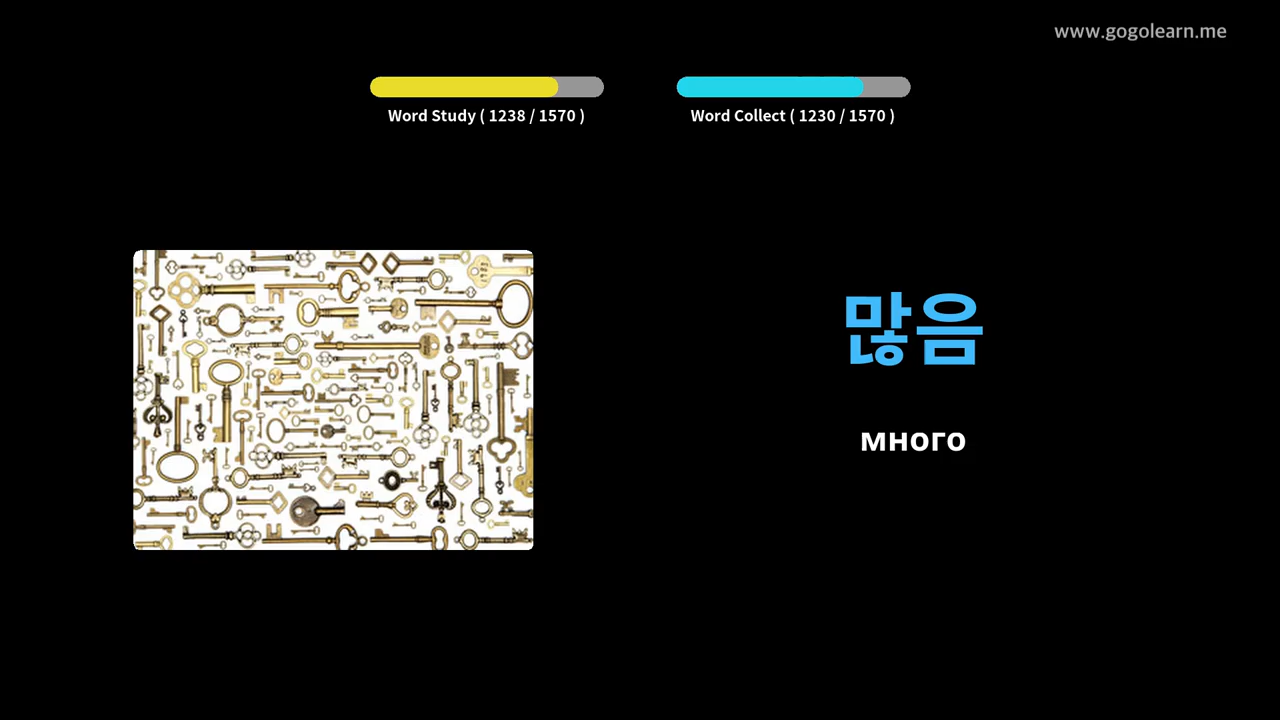 www.gogolearn.me
Word Study ( 1238 / 1570 )
Word Collect ( 1230 / 1570 )
많음
много